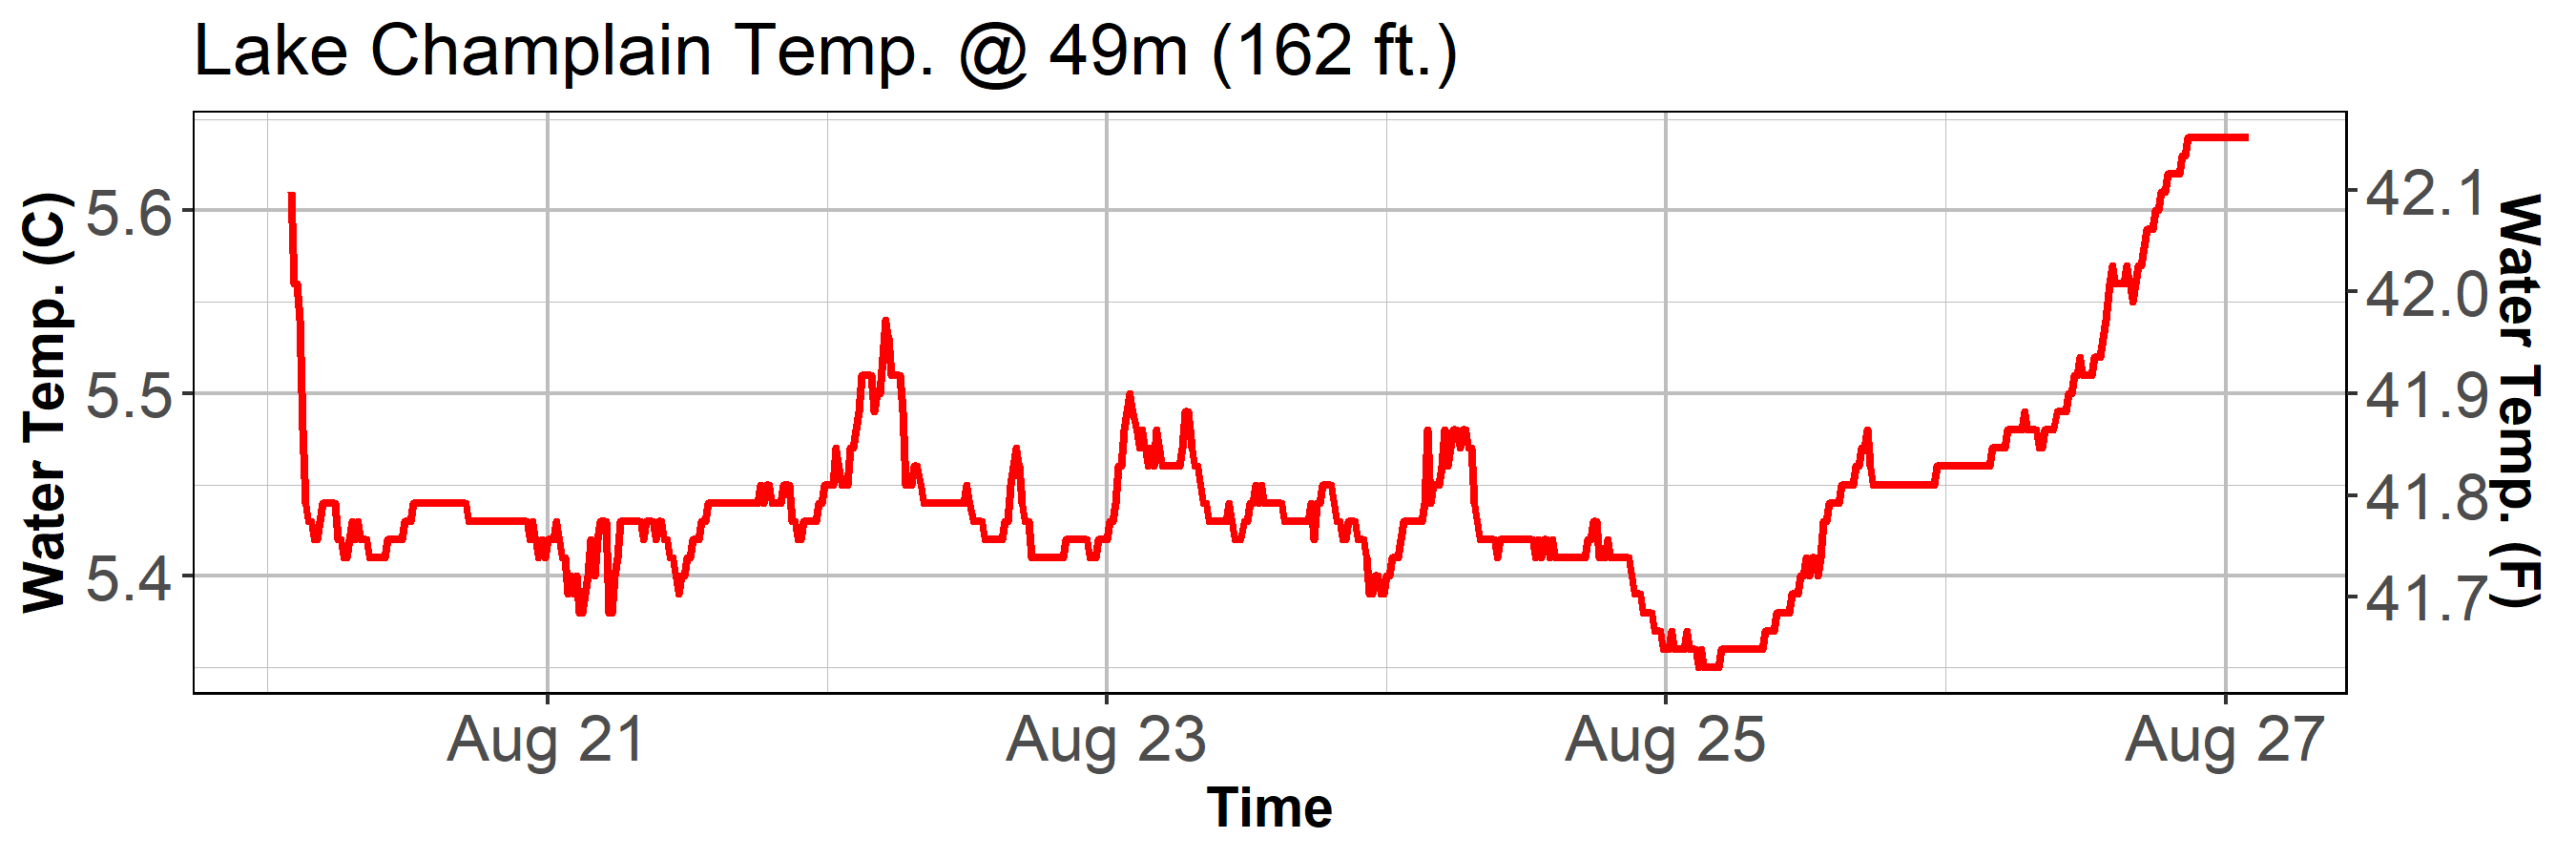 Lake Champlain Temp. @ 49m (162 ft.)
Water Temp. (C)
5.6
5.5
5.4
42.1
42.0
41.9
41.8
41.7
Water Temp. (F)
Aug 21
Aug 23
Aug 25
Aug 27
Time